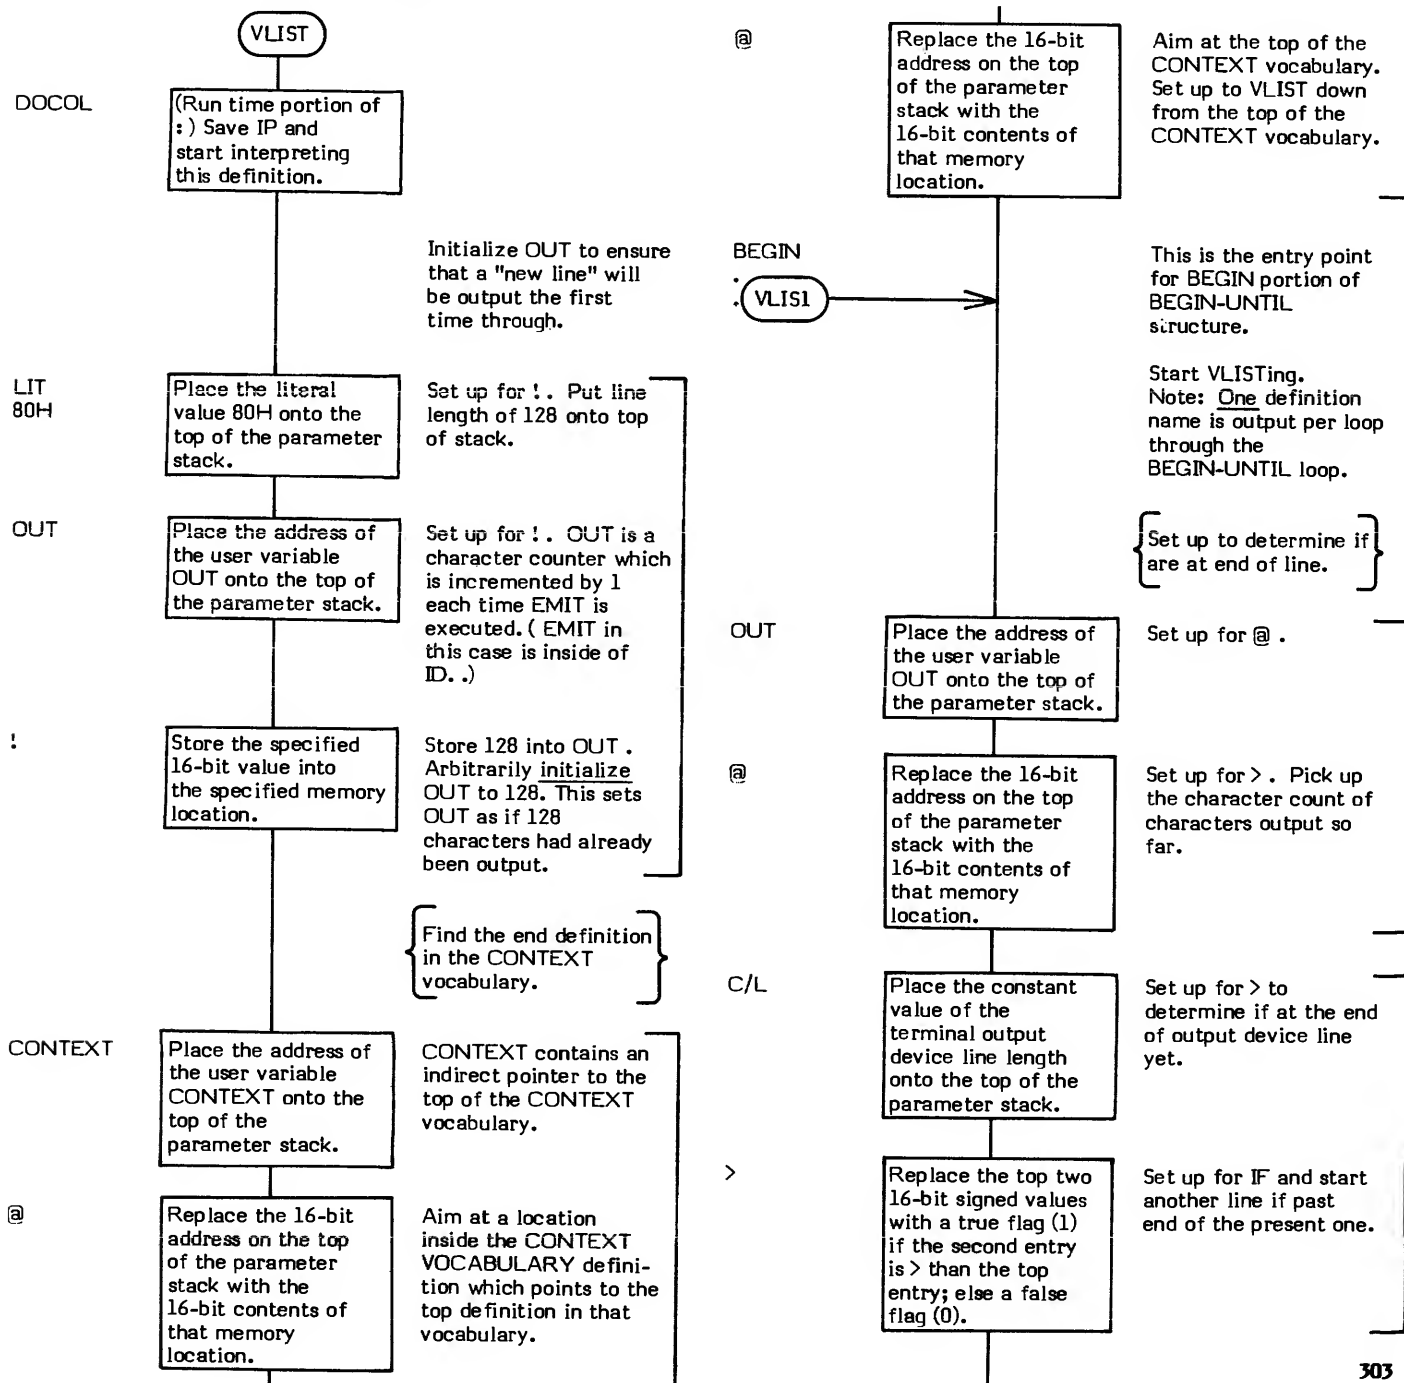 VLIST
DOCOL
(Run time portion of
: ) Save IP and
start interpreting
this definition.
Initialize OUT to ensure
that a "new line" will
be output the first
time through.
LIT
80H
Place the literal
value 80H onto the
top of the parameter
stack.
Set up for !. Put line
length of 128 onto top
of stack.
OUT
Place the address of
the user variable
OUT onto the top of
the parameter stack.
Set up for !. OUT is a
character counter which
is incremented by 1
each time EMIT is
executed. ( EMIT in
this case is inside of
ID. .)
!
Store the specified
16-bit value into
the specified memory
location.
Store 128 into OUT .
Arbitrarily initialize
OUT to 128. This sets
OUT as if 128
characters had already
been output.
Find the end definition
in the CONTEXT
vocabulary.
CONTEXT
Place the address of
the user variable
CONTEXT onto the
top of the
parameter stack.
CONTEXT contains an
indirect pointer to the
top of the CONTEXT
vocabulary.
@
Replace the 16-bit
address on the top
of the parameter
stack with the
16-bit contents of
that memory
location.
Aim at a location
inside the CONTEXT
VOCABULARY defini-
tion which points to the
top definition in that
vocabulary.
@
Replace the 16-bit
address on the top
of the parameter
stack with the
16-bit contents of
that memory
location.
Aim at the top of the
CONTEXT vocabulary.
Set up to VLIST down
from the top of the
CONTEXT vocabulary.
BEGIN
: VLIS1
This is the entry point
for BEGIN portion of
BEGIN-UNTIL
structure.
Start VLISTing.
Note: One definition
name is output per loop
through the
BEGIN-UNTIL loop.
Set up to determine if
are at end of line.
OUT
Place the address of
the user variable
OUT onto the top of
the parameter stack.
Set up for @ .
@
Replace the 16-bit
address on the top
of the parameter
stack with the
16-bit contents of
that memory
location.
Set up for > . Pick up
the character count of
characters output so
far.
C/L
Place the constant
value of the
terminal output
device line length
onto the top of the
parameter stack.
Set up for > to
determine if at the end
of output device line
yet.
>
Replace the top two
16-bit signed values
with a true flag (1)
if the second entry
is > than the top
entry; else a false
flag (0).
Set up for IF and start
another line if past
end of the present one.
303